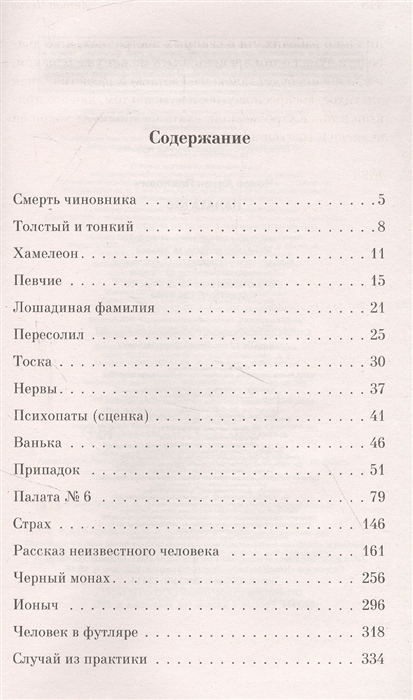 Содержание
Смерть чиновника . . . . . . . . . . . . . . . . . . . . 5
Толстый и тонкий . . . . . . . . . . . . . . . . . . . . 8
Хамелеон . . . . . . . . . . . . . . . . . . . . 11
Певчие . . . . . . . . . . . . . . . . . . . . 15
Лошадиная фамилия . . . . . . . . . . . . . . . . . . . . 21
Пересолил . . . . . . . . . . . . . . . . . . . . 25
Тоска . . . . . . . . . . . . . . . . . . . . 30
Нервы . . . . . . . . . . . . . . . . . . . . 37
Психопаты (сценка) . . . . . . . . . . . . . . . . . . . . 41
Ванька . . . . . . . . . . . . . . . . . . . . 46
Припадок . . . . . . . . . . . . . . . . . . . . 51
Палата № 6 . . . . . . . . . . . . . . . . . . . . 79
Страх . . . . . . . . . . . . . . . . . . . . 146
Рассказ неизвестного человека . . . . . . . . . . . . . . 161
Черный монах . . . . . . . . . . . . . . . . . . . . 256
Ионыч . . . . . . . . . . . . . . . . . . . . 296
Человек в футляре . . . . . . . . . . . . . . . . . . . . 318
Случай из практики . . . . . . . . . . . . . . . . . . . . 334